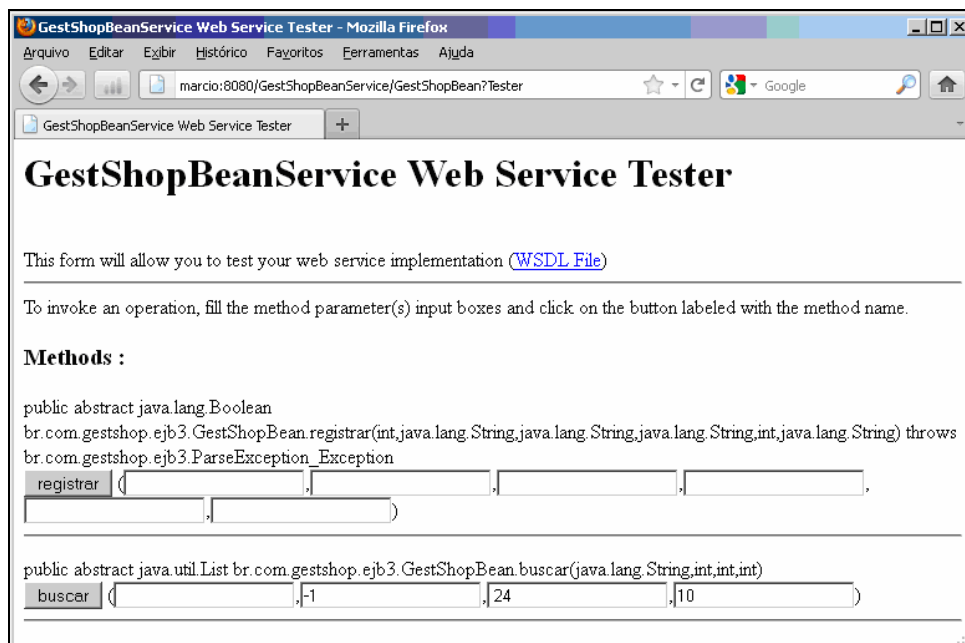 GestShopBeanService Web Service Tester - Mozilla Firefox
Arquivo Editar Exibir Histórico Favoritos Ferramentas Ajuda
marcio:8080/GestShopBeanService/GestShopBean?Tester Google
GestShopBeanService Web Service Tester +
GestShopBeanService Web Service Tester
This form will allow you to test your web service implementation (WSDL File)
To invoke an operation, fill the method parameter(s) input boxes and click on the button labeled with the method name.
Methods :
public abstract java.lang.Boolean
br.com.gestshop.ejb3.GestShopBean.registrar(int,java.lang.String,java.lang.String,java.lang.String,int,java.lang.String) throws
br.com.gestshop.ejb3.ParseException_Exception
registrar ( , , , ,
, )
public abstract java.util.List br.com.gestshop.ejb3.GestShopBean.buscar(java.lang.String,int,int,int)
buscar ( ,-1 ,24 ,10 )